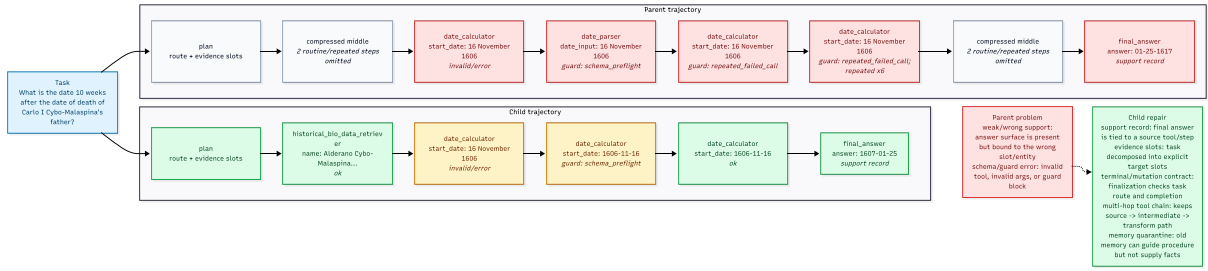 Parent trajectory
Task
What is the date 10 weeks
after the date of death of
Carlo I Cybo-Malaspina's
father?
plan
route + evidence slots
compressed middle
2 routine/repeated steps
omitted
date_calculator
start_date: 16 November
1606
invalid/error
date_parser
date_input: 16 November
1606
guard: schema_preflight
date_calculator
start_date: 16 November
1606
guard: repeated_failed_call
date_calculator
start_date: 16 November
1606
guard: repeated_failed_call;
repeated x6
compressed middle
2 routine/repeated steps
omitted
final_answer
answer: 01-25-1617
support record
Child trajectory
plan
route + evidence slots
historical_bio_data_retriev
er
name: Alderano Cybo-
Malaspina...
ok
date_calculator
start_date: 16 November
1606
invalid/error
date_calculator
start_date: 1606-11-16
guard: schema_preflight
date_calculator
start_date: 1606-11-16
ok
final_answer
answer: 1607-01-25
support record
Parent problem
weak/wrong support:
answer surface is present
but bound to the wrong
slot/entity
schema/guard error: invalid
tool, invalid args, or guard
block
Child repair
support record: final answer
is tied to a source tool/step
evidence slots: task
decomposed into explicit
target slots
terminal/mutation contract:
finalization checks task
route and completion
multi-hop tool chain: keeps
source -> intermediate ->
transform path
memory quarantine: old
memory can guide procedure
but not supply facts